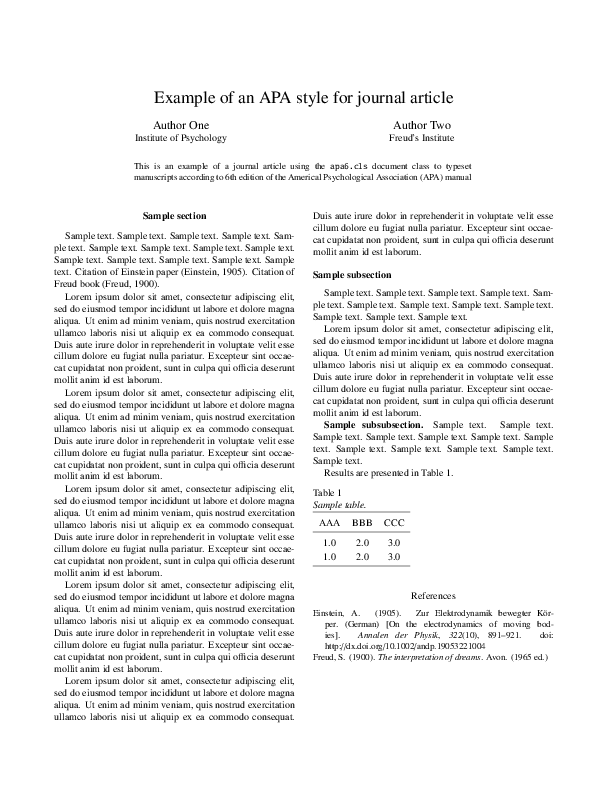 Example of an APA style for journal article
Author One
Institute of Psychology
Author Two
Freud's Institute
This is an example of a journal article using the apa6.cls document class to typeset
manuscripts according to 6th edition of the Americal Psychological Association (APA) manual
Sample section
Sample text. Sample text. Sample text. Sample text. Sam-
ple text. Sample text. Sample text. Sample text. Sample text.
Sample text. Sample text. Sample text. Sample text. Sample
text. Citation of Einstein paper (Einstein, 1905). Citation of
Freud book (Freud, 1900).
Lorem ipsum dolor sit amet, consectetur adipiscing elit,
sed do eiusmod tempor incididunt ut labore et dolore magna
aliqua. Ut enim ad minim veniam, quis nostrud exercitation
ullamco laboris nisi ut aliquip ex ea commodo consequat.
Duis aute irure dolor in reprehenderit in voluptate velit esse
cillum dolore eu fugiat nulla pariatur. Excepteur sint occae-
cat cupidatat non proident, sunt in culpa qui officia deserunt
mollit anim id est laborum.
Lorem ipsum dolor sit amet, consectetur adipiscing elit,
sed do eiusmod tempor incididunt ut labore et dolore magna
aliqua. Ut enim ad minim veniam, quis nostrud exercitation
ullamco laboris nisi ut aliquip ex ea commodo consequat.
Duis aute irure dolor in reprehenderit in voluptate velit esse
cillum dolore eu fugiat nulla pariatur. Excepteur sint occae-
cat cupidatat non proident, sunt in culpa qui officia deserunt
mollit anim id est laborum.
Lorem ipsum dolor sit amet, consectetur adipiscing elit,
sed do eiusmod tempor incididunt ut labore et dolore magna
aliqua. Ut enim ad minim veniam, quis nostrud exercitation
ullamco laboris nisi ut aliquip ex ea commodo consequat.
Duis aute irure dolor in reprehenderit in voluptate velit esse
cillum dolore eu fugiat nulla pariatur. Excepteur sint occae-
cat cupidatat non proident, sunt in culpa qui officia deserunt
mollit anim id est laborum.
Lorem ipsum dolor sit amet, consectetur adipiscing elit,
sed do eiusmod tempor incididunt ut labore et dolore magna
aliqua. Ut enim ad minim veniam, quis nostrud exercitation
ullamco laboris nisi ut aliquip ex ea commodo consequat.
Duis aute irure dolor in reprehenderit in voluptate velit esse
cillum dolore eu fugiat nulla pariatur. Excepteur sint occae-
cat cupidatat non proident, sunt in culpa qui officia deserunt
mollit anim id est laborum.
Lorem ipsum dolor sit amet, consectetur adipiscing elit,
sed do eiusmod tempor incididunt ut labore et dolore magna
aliqua. Ut enim ad minim veniam, quis nostrud exercitation
ullamco laboris nisi ut aliquip ex ea commodo consequat.
Duis aute irure dolor in reprehenderit in voluptate velit esse
cillum dolore eu fugiat nulla pariatur. Excepteur sint occae-
cat cupidatat non proident, sunt in culpa qui officia deserunt
mollit anim id est laborum.
Sample subsection
Sample text. Sample text. Sample text. Sample text. Sam-
ple text. Sample text. Sample text. Sample text. Sample text.
Sample text. Sample text. Sample text.
Lorem ipsum dolor sit amet, consectetur adipiscing elit,
sed do eiusmod tempor incididunt ut labore et dolore magna
aliqua. Ut enim ad minim veniam, quis nostrud exercitation
ullamco laboris nisi ut aliquip ex ea commodo consequat.
Duis aute irure dolor in reprehenderit in voluptate velit esse
cillum dolore eu fugiat nulla pariatur. Excepteur sint occae-
cat cupidatat non proident, sunt in culpa qui officia deserunt
mollit anim id est laborum.
Sample subsubsection. Sample text. Sample text.
Sample text. Sample text. Sample text. Sample text. Sample
text. Sample text. Sample text. Sample text. Sample text.
Sample text.
Results are presented in Table 1.
Table 1
Sample table.
AAA BBB CCC
1.0 2.0 3.0
1.0 2.0 3.0
References
Einstein, A. (1905). Zur Elektrodynamik bewegter Kör-
per. (German) [On the electrodynamics of moving bod-
ies]. Annalen der Physik, 322(10), 891–921. doi:
http://dx.doi.org/10.1002/andp.19053221004
Freud, S. (1900). The interpretation of dreams. Avon. (1965 ed.)